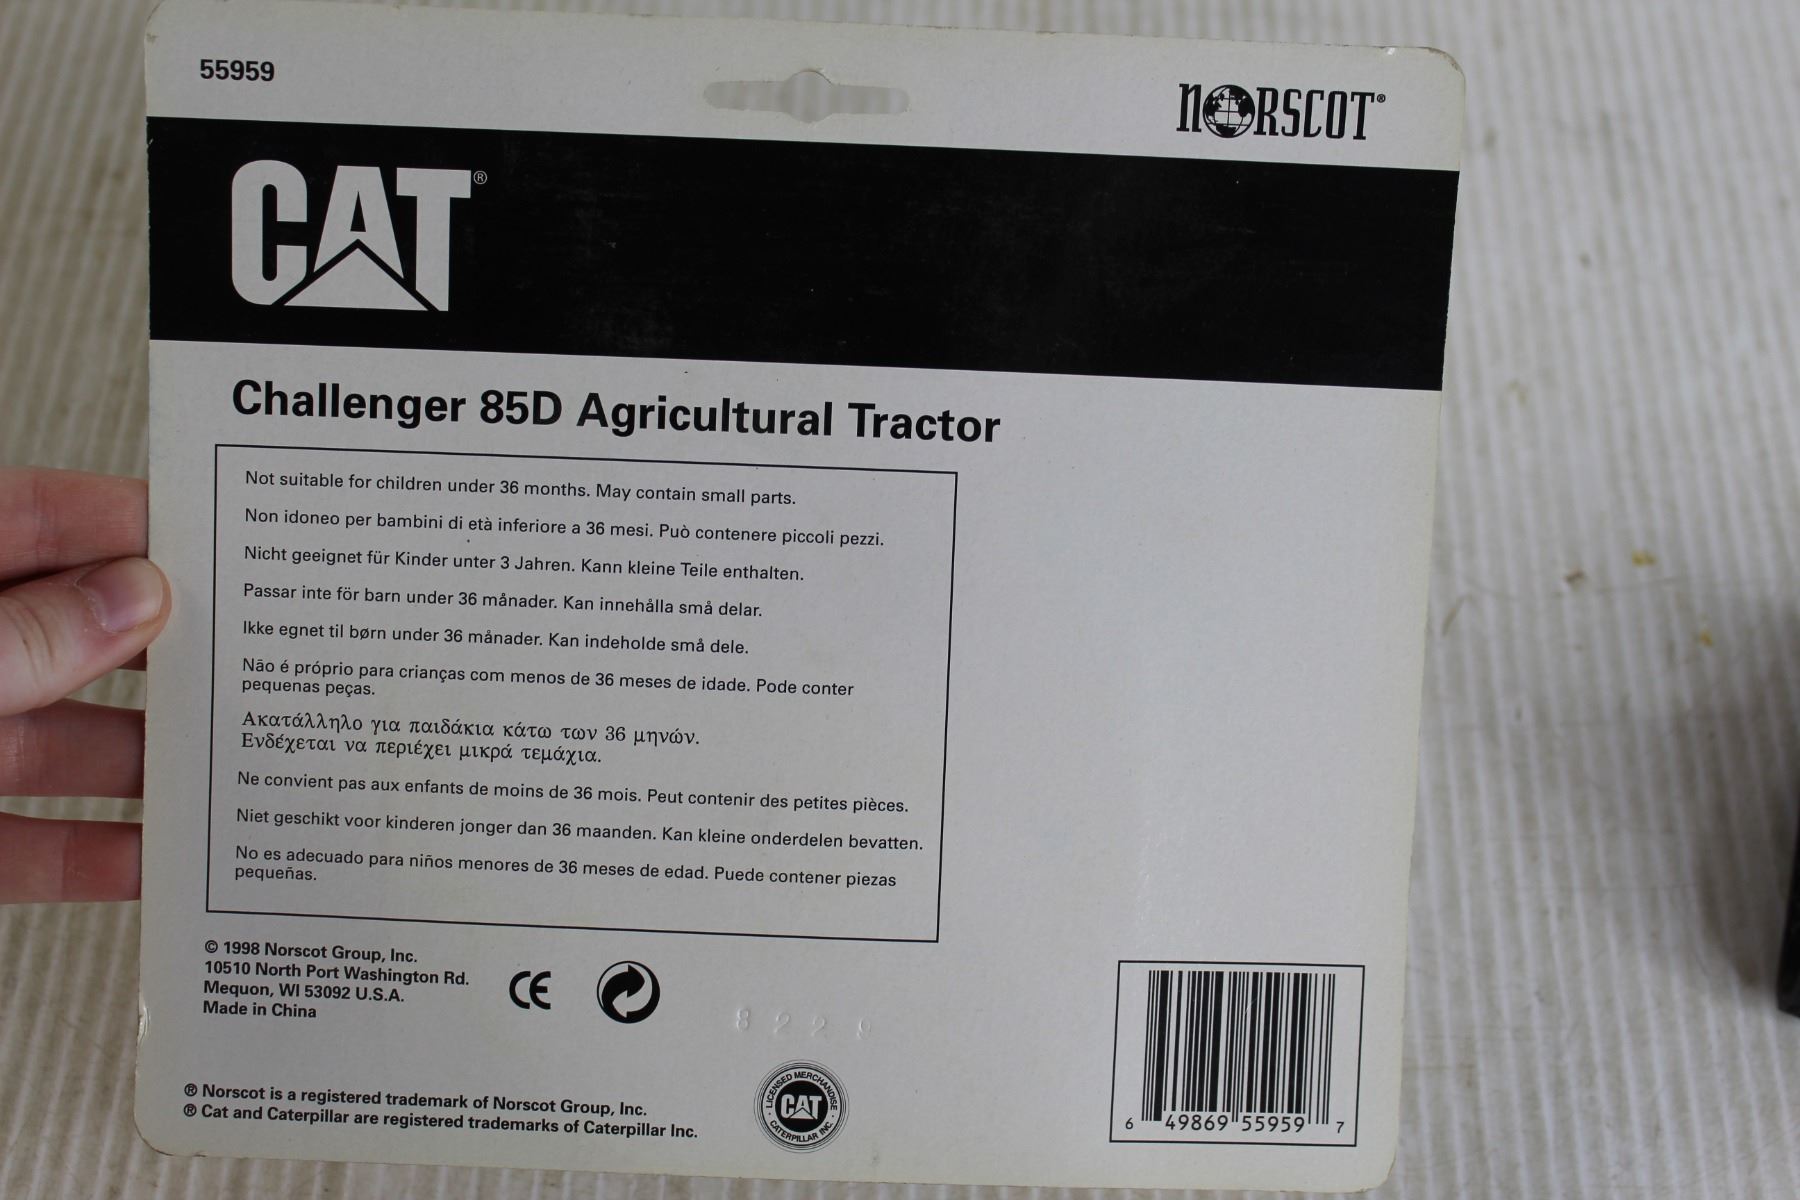 55959
NORSCOT®
CAT®
Challenger 85D Agricultural Tractor
Not suitable for children under 36 months. May contain small parts.
Non idoneo per bambini di età inferiore a 36 mesi. Può contenere piccoli pezzi.
Nicht geeignet für Kinder unter 3 Jahren. Kann kleine Teile enthalten.
Passar inte för barn under 36 månader. Kan innehålla små delar.
Ikke egnet til børn under 36 månader. Kan indeholde små dele.
Não é próprio para crianças com menos de 36 meses de idade. Pode conter
pequenas peças.
Ακατάλληλο για παιδάκια κάτω των 36 μηνών.
Ενδέχεται να περιέχει μικρά τεμάχια.
Ne convient pas aux enfants de moins de 36 mois. Peut contenir des petites pièces.
Niet geschikt voor kinderen jonger dan 36 maanden. Kan kleine onderdelen bevatten.
No es adecuado para niños menores de 36 meses de edad. Puede contener piezas
pequeñas.
© 1998 Norscot Group, Inc.
10510 North Port Washington Rd.
Mequon, WI 53092 U.S.A.
Made in China
CE
8 2 2 9
® Norscot is a registered trademark of Norscot Group, Inc.
® Cat and Caterpillar are registered trademarks of Caterpillar Inc.
LICENSED MERCHANDISE
CAT
CATERPILLAR INC.
6 49869 55959 7